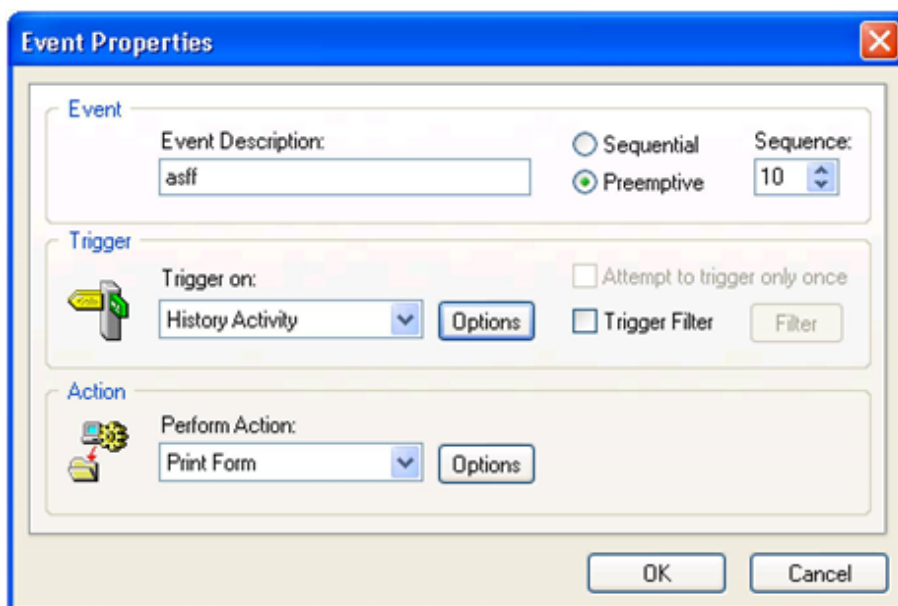 Event Properties
Event
Event Description:
asff
Sequential
Preemptive
Sequence:
10
Trigger
Trigger on:
History Activity
Options
Attempt to trigger only once
Trigger Filter
Filter
Action
Perform Action:
Print Form
Options
OK
Cancel